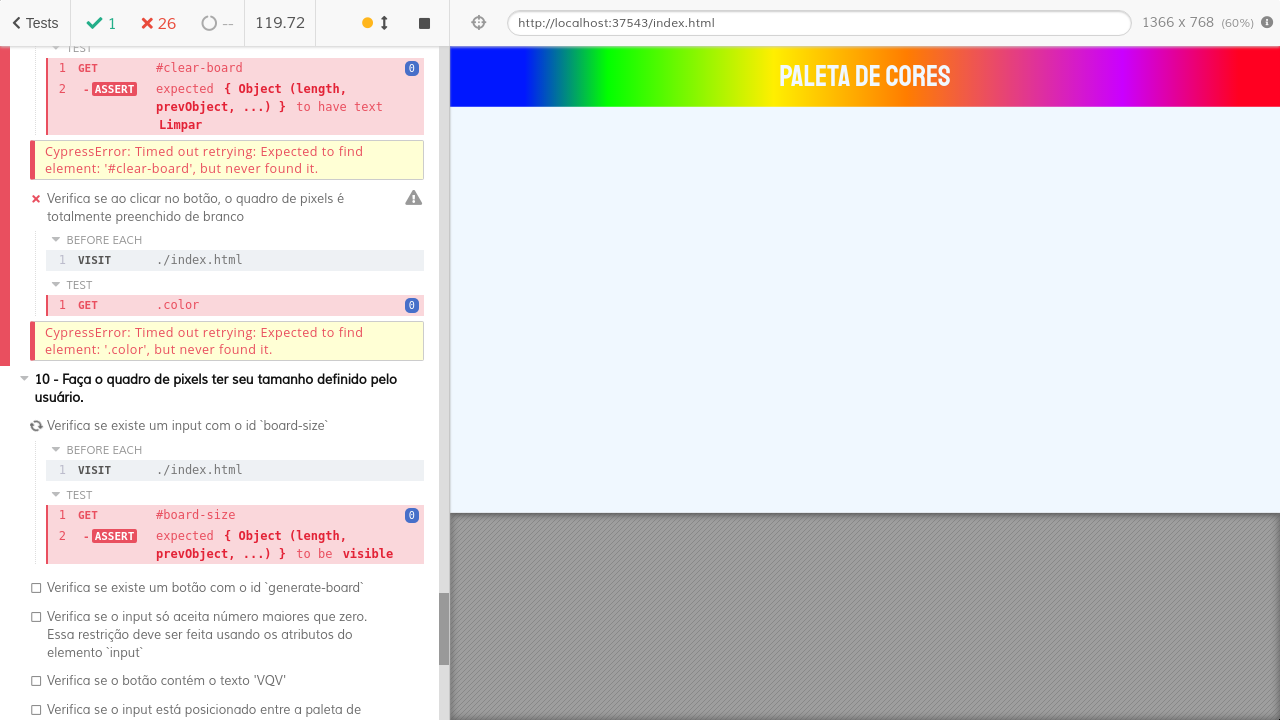 Tests 1 26 -- 119.72
http://localhost:37543/index.html 1366 x 768 (60%)
TEST
1 GET #clear-board 0
2 -ASSERT expected { Object (length,
prevObject, ...) } to have text
Limpar
CypressError: Timed out retrying: Expected to find
element: '#clear-board', but never found it.
Verifica se ao clicar no botão, o quadro de pixels é
totalmente preenchido de branco
BEFORE EACH
1 VISIT ./index.html
TEST
1 GET .color 0
CypressError: Timed out retrying: Expected to find
element: '.color', but never found it.
10 - Faça o quadro de pixels ter seu tamanho definido pelo
usuário.
Verifica se existe um input com o id `board-size`
BEFORE EACH
1 VISIT ./index.html
TEST
1 GET #board-size 0
2 -ASSERT expected { Object (length,
prevObject, ...) } to be visible
Verifica se existe um botão com o id `generate-board`
Verifica se o input só aceita número maiores que zero.
Essa restrição deve ser feita usando os atributos do
elemento `input`
Verifica se o botão contém o texto 'VQV'
Verifica se o input está posicionado entre a paleta de
PALETA DE CORES